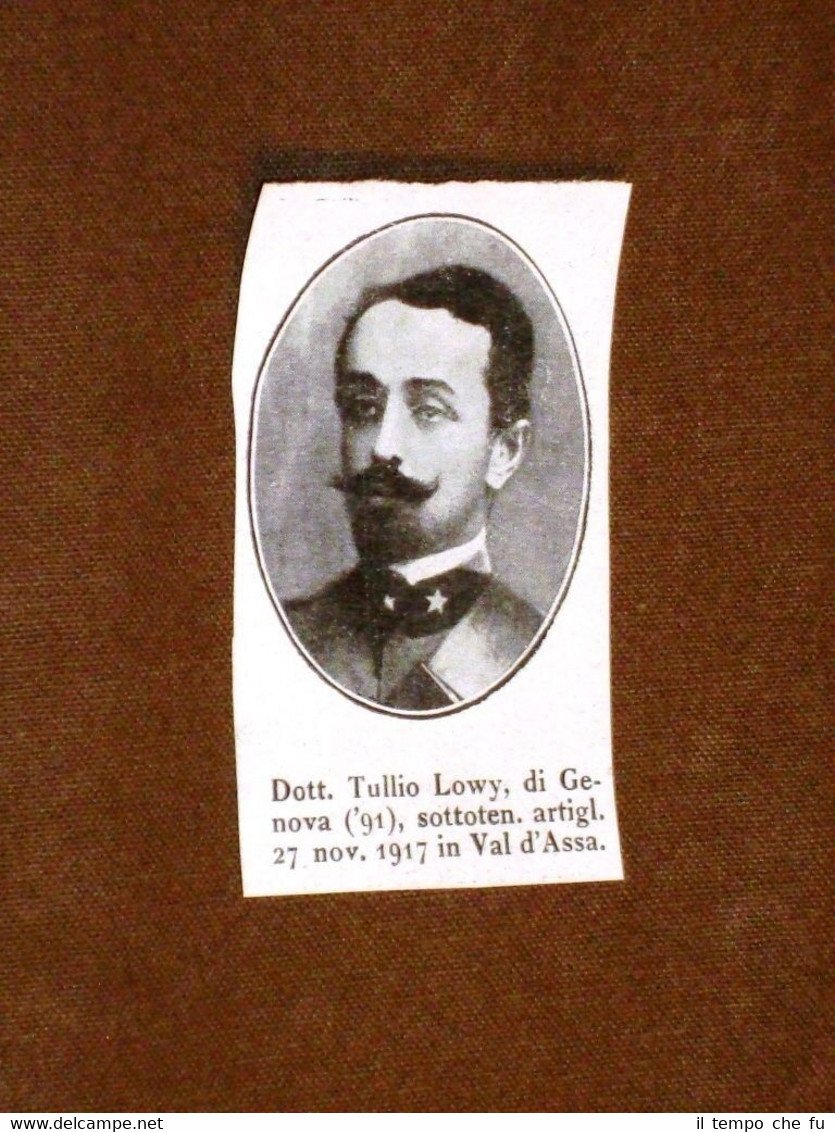 Dott. Tullio Lowy, di Ge-
nova ('91), sottoten. artigl.
27 nov. 1917 in Val d'Assa.
www.delcampe.net
il tempo che fu